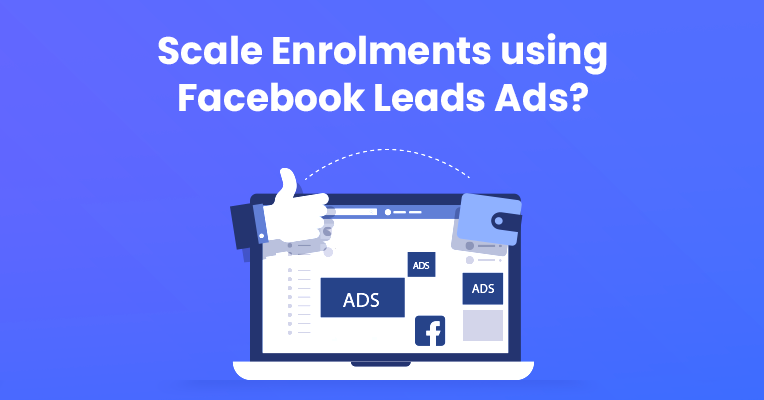 Scale Enrolments using
Facebook Leads Ads?
ADS
ADS
ADS